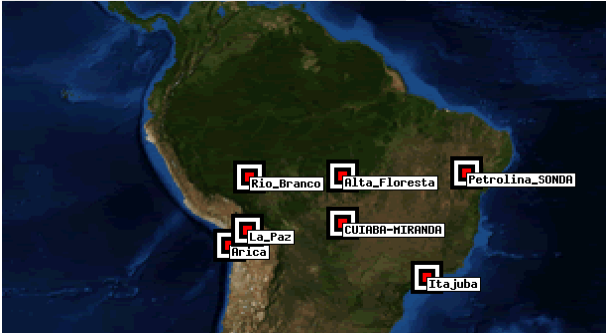 Rio_Branco
Alta_Floresta
Petrolina_SONDA
La_Paz
CUIABA-MIRANDA
Arica
Itajuba